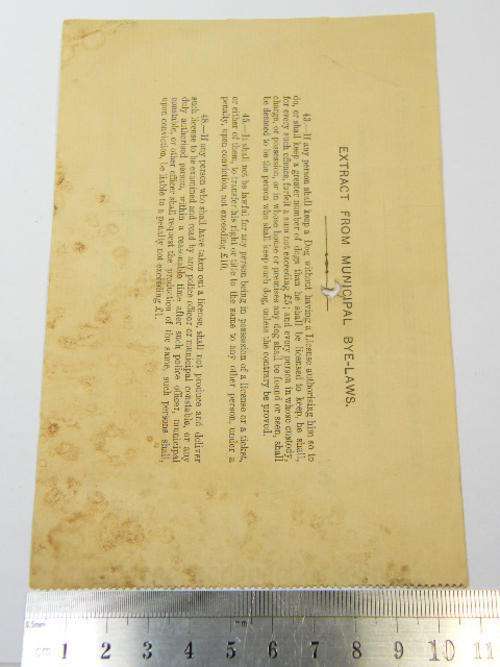 EXTRACT FROM MUNICIPAL BYE-LAWS.
43.—If any person shall keep a Dog without having a License authorising him so to
do, or shall keep a greater number of dogs than he shall be licensed to keep, he shall,
for every such offence, forfeit a sum not exceeding £5; and every person in whose custody,
charge, or possession, or in whose house or premises any dog shall be found or seen, shall
be deemed to be the person who shall keep such dog, unless the contrary be proved.
45.—It shall not be lawful for any person being in possession of a license or a ticket,
or either of them, to transfer his right or title to the same to any other person, under a
penalty, upon conviction, not exceeding £10.
48.—If any person who shall have taken out a license, shall not produce and deliver
such license to be examined and read by any police officer or municipal constable, or any
duly authorised person, within a reasonable time after such police officer, municipal
constable, or other officer shall request the production of the same, such persons shall,
upon conviction, be liable to a penalty not exceeding £1.
0,5mm
mm
cm 1 2 3 4 5 6 7 8 9 10 11